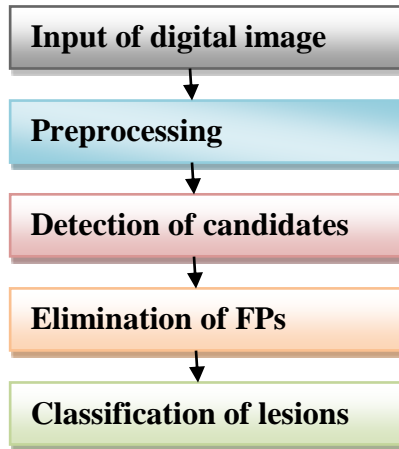 Input of digital image
Preprocessing
Detection of candidates
Elimination of FPs
Classification of lesions